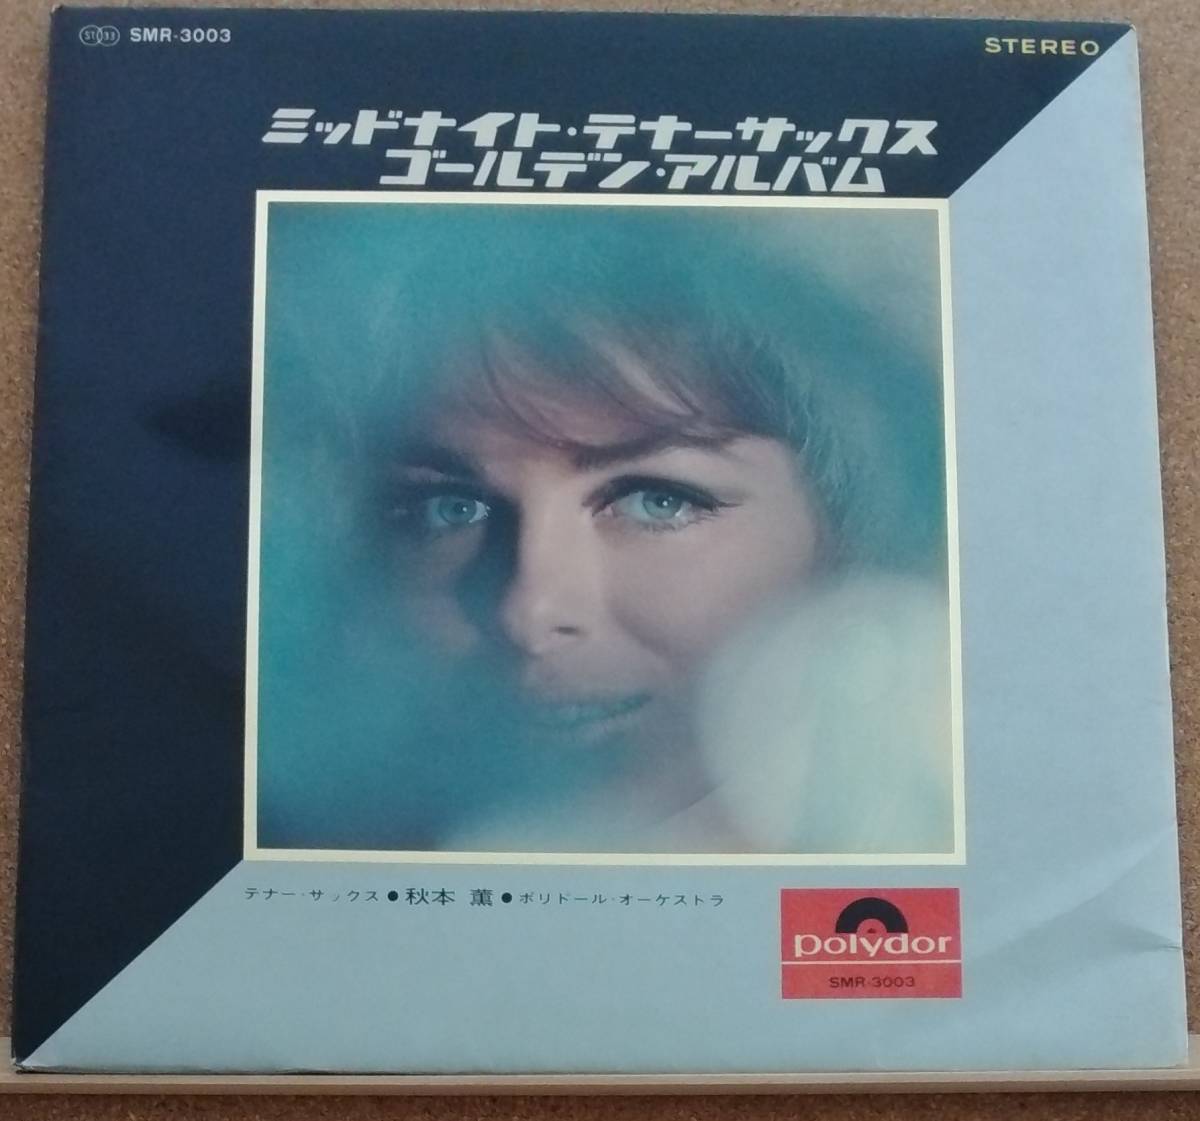 ST 33 SMR-3003
STEREO
ミッドナイト・テナーサックス
ゴールデン・アルバム
テナー・サックス●秋本 薫●ポリドール・オーケストラ
polydor
SMR-3003